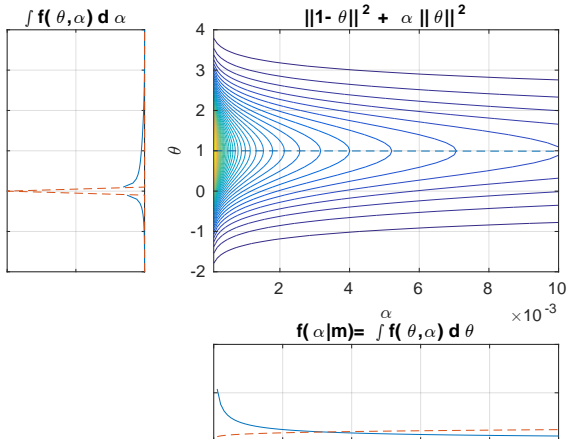 ∫ f( θ,α) d α
||1- θ||² + α || θ||²
4
3
2
1
0
-1
-2
θ
2 4 6 8 10
α
×10⁻³
f( α|m)= ∫ f( θ,α) d θ